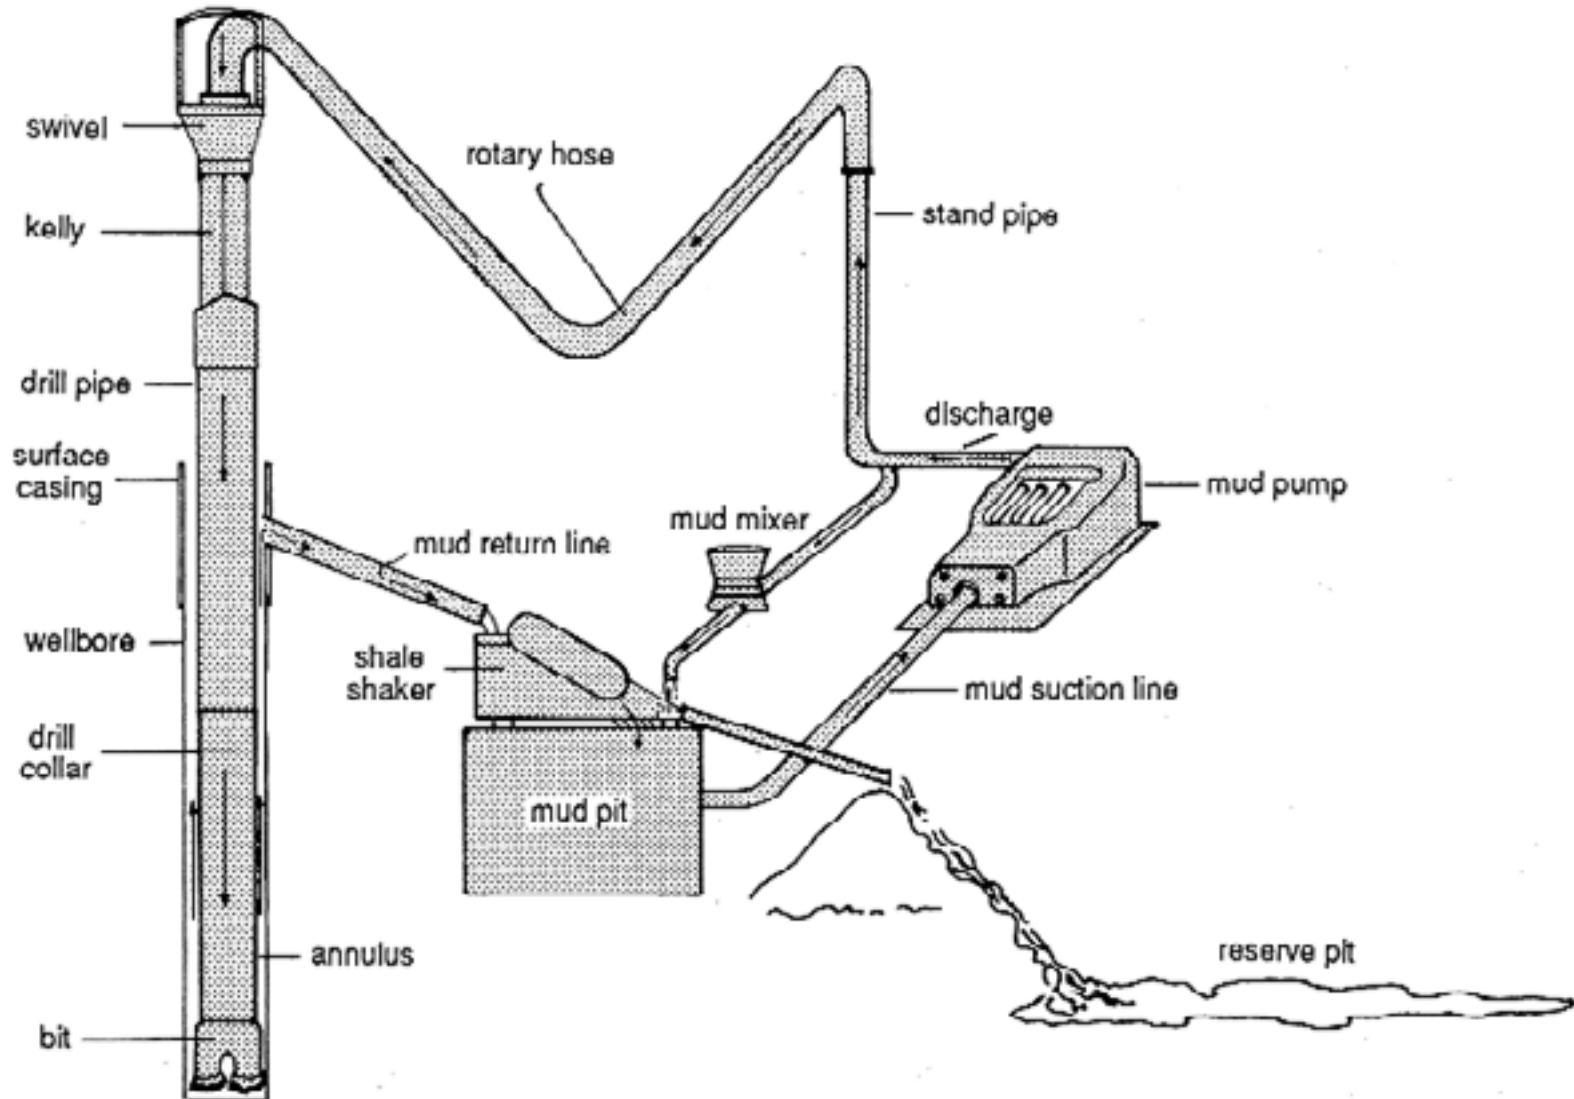 swivel
rotary hose
kelly
stand pipe
drill pipe
discharge
surface
casing
mud pump
mud mixer
mud return line
wellbore
shale
shaker
mud suction line
drill
collar
mud pit
annulus
reserve pit
bit